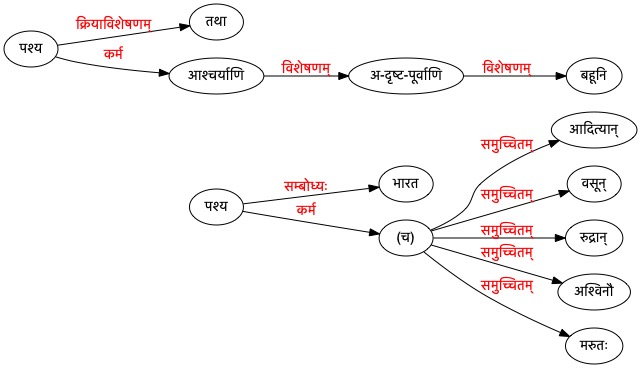 पश्य
क्रियाविशेषणम्
तथा
कर्म
आश्चर्याणि
विशेषणम्
अ-दृष्ट-पूर्वाणि
विशेषणम्
बहूनि
पश्य
सम्बोध्यः
भारत
कर्म
(च)
समुच्चितम्
आदित्यान्
समुच्चितम्
वसून्
समुच्चितम्
रुद्रान्
समुच्चितम्
अश्विनौ
समुच्चितम्
मरुतः